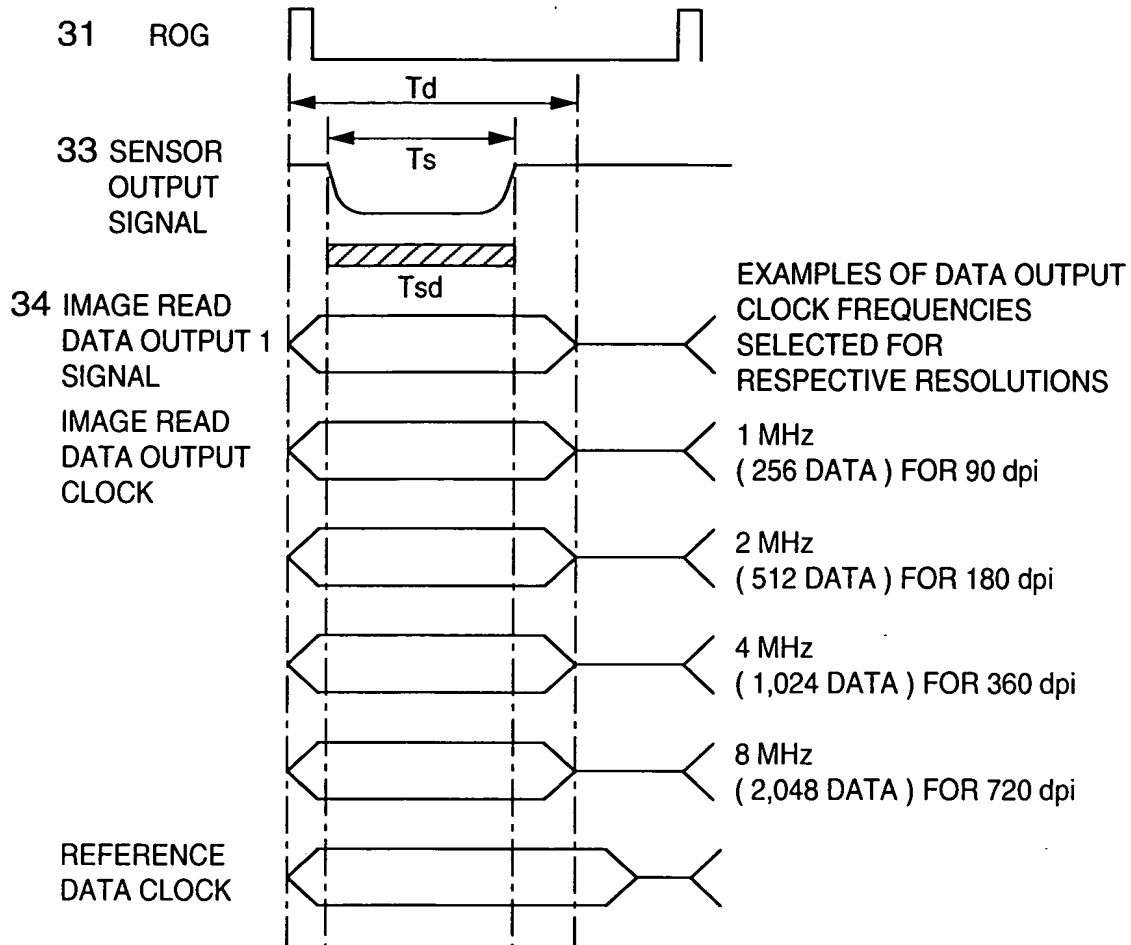 31 ROG
Td
33 SENSOR
OUTPUT
SIGNAL
Ts
Tsd
34 IMAGE READ
DATA OUTPUT 1
SIGNAL
EXAMPLES OF DATA OUTPUT
CLOCK FREQUENCIES
SELECTED FOR
RESPECTIVE RESOLUTIONS
IMAGE READ
DATA OUTPUT
CLOCK
1 MHz
( 256 DATA ) FOR 90 dpi
2 MHz
( 512 DATA ) FOR 180 dpi
4 MHz
( 1,024 DATA ) FOR 360 dpi
8 MHz
( 2,048 DATA ) FOR 720 dpi
REFERENCE
DATA CLOCK